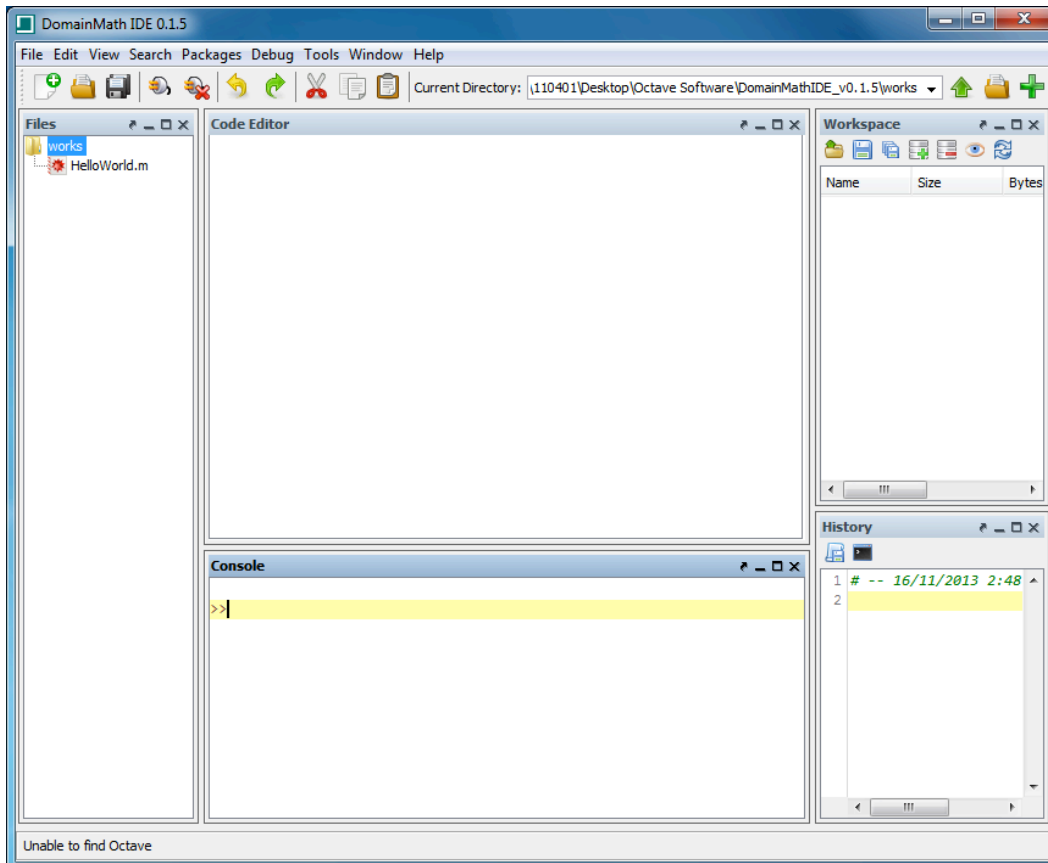 DomainMath IDE 0.1.5
File Edit View Search Packages Debug Tools Window Help
Current Directory: \110401\Desktop\Octave Software\DomainMathIDE_v0.1.5\works
Files
works
HelloWorld.m
Code Editor
Workspace
Name Size Bytes
Console
>>
History
1 # -- 16/11/2013 2:48
2
Unable to find Octave